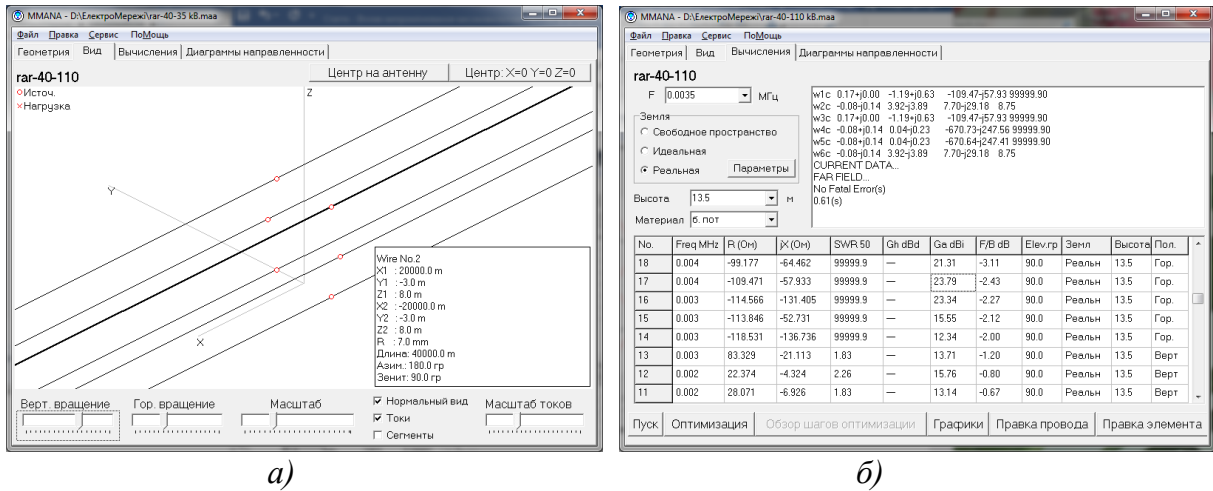 MMANA - D:\ЕлектроМережі\rar-40-35 kB.maa
Файл Правка Сервис ПоМощь
Геометрия Вид Вычисления Диаграммы направленности
rar-40-110
Центр на антенну Центр: X=0 Y=0 Z=0
Источ.
Нагрузка
Z
Y
X
Wire No.2
X1 : 20000.0 m
Y1 : -3.0 m
Z1 : 8.0 m
X2 : -20000.0 m
Y2 : -3.0 m
Z2 : 8.0 m
R : 7.0 mm
Длина: 40000.0 m
Азим.: 180.0 гр
Зенит: 90.0 гр
Верт. вращение Гор. вращение Масштаб
Нормальный вид
Токи
Сегменты
Масштаб токов
а)
MMANA - D:\ЕлектроМережі\rar-40-110 kB.maa
Файл Правка Сервис ПоМощь
Геометрия Вид Вычисления Диаграммы направленности
rar-40-110
F 0.0035 МГц
Земля
Свободное пространство
Идеальная
Реальная Параметры
Высота 13.5 м
Материал б. пот
w1c 0.17+j0.00 -1.19+j0.63 -109.47-j57.93 99999.90
w2c -0.08-j0.14 3.92-j3.89 7.70-j29.18 8.75
w3c 0.17+j0.00 -1.19+j0.63 -109.47-j57.93 99999.90
w4c -0.08+j0.14 0.04-j0.23 -670.73-j247.56 99999.90
w5c -0.08+j0.14 0.04-j0.23 -670.64-j247.41 99999.90
w6c -0.08-j0.14 3.92-j3.89 7.70-j29.18 8.75
CURRENT DATA...
FAR FIELD...
No Fatal Error(s)
0.61(s)
No. Freq MHz R (Ом) jX (Ом) SWR 50 Gh dBd Ga dBi F/B dB Elev.гр Земл Высота Пол.
18 0.004 -99.177 -64.462 99999.9 — 21.31 -3.11 90.0 Реальн 13.5 Гор.
17 0.004 -109.471 -57.933 99999.9 — 23.79 -2.43 90.0 Реальн 13.5 Гор.
16 0.003 -114.566 -131.405 99999.9 — 23.34 -2.27 90.0 Реальн 13.5 Гор.
15 0.003 -113.846 -52.731 99999.9 — 15.55 -2.12 90.0 Реальн 13.5 Гор.
14 0.003 -118.531 -136.736 99999.9 — 12.34 -2.00 90.0 Реальн 13.5 Гор.
13 0.003 83.329 -21.113 1.83 — 13.71 -1.20 90.0 Реальн 13.5 Верт
12 0.002 22.374 -4.324 2.26 — 15.76 -0.80 90.0 Реальн 13.5 Верт
11 0.002 28.071 -6.926 1.83 — 13.14 -0.67 90.0 Реальн 13.5 Верт
Пуск Оптимизация Обзор шагов оптимизации Графики Правка провода Правка элемента
б)